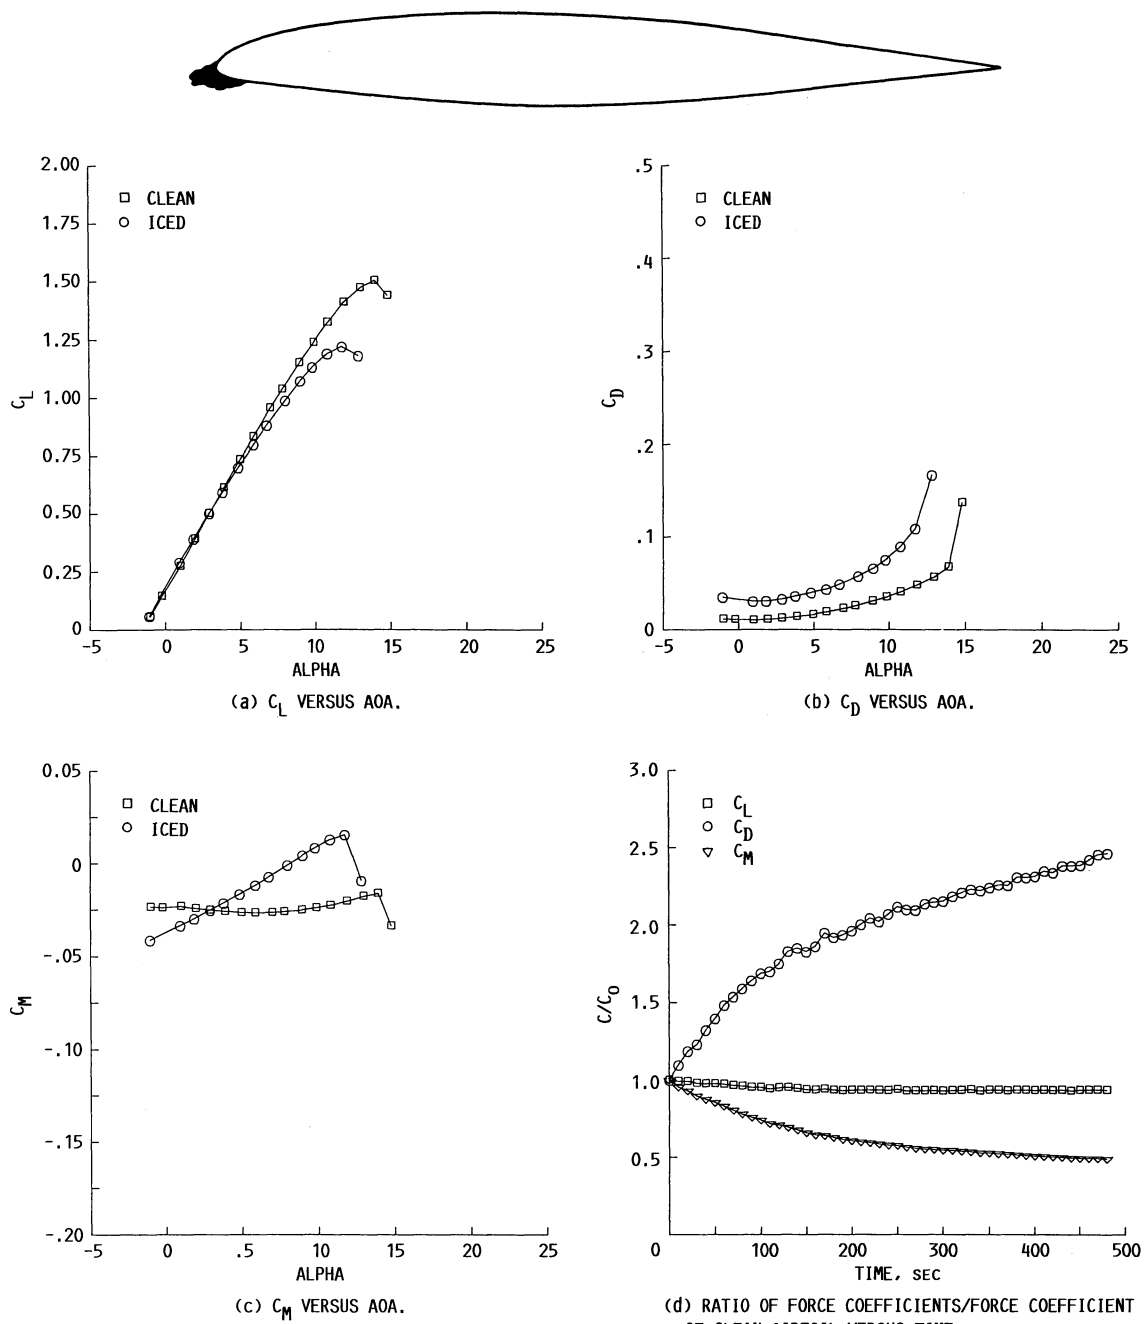 2.00
1.75
1.50
1.25
1.00
0.75
0.50
0.25
0
C_L
□ CLEAN
○ ICED
-5 0 5 10 15 20 25
ALPHA
(a) C_L VERSUS AOA.
.5
.4
.3
.2
.1
0
C_D
□ CLEAN
○ ICED
-5 0 5 10 15 20 25
ALPHA
(b) C_D VERSUS AOA.
0.05
0
-.05
-.10
-.15
-.20
C_M
□ CLEAN
○ ICED
-5 0 .5 10 15 20 25
ALPHA
(c) C_M VERSUS AOA.
3.0
2.5
2.0
1.5
1.0
0.5
C/C_O
□ C_L
○ C_D
▽ C_M
0 100 200 300 400 500
TIME, SEC
(d) RATIO OF FORCE COEFFICIENTS/FORCE COEFFICIENT